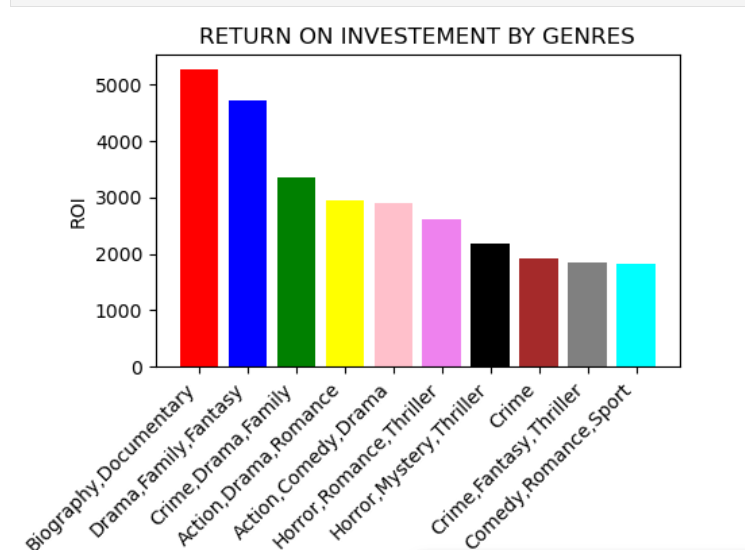 RETURN ON INVESTEMENT BY GENRES
5000
4000
3000
2000
1000
0
ROI
Biography,Documentary
Drama,Family,Fantasy
Crime,Drama,Family
Action,Drama,Romance
Action,Comedy,Drama
Horror,Romance,Thriller
Horror,Mystery,Thriller
Crime
Crime,Fantasy,Thriller
Comedy,Romance,Sport